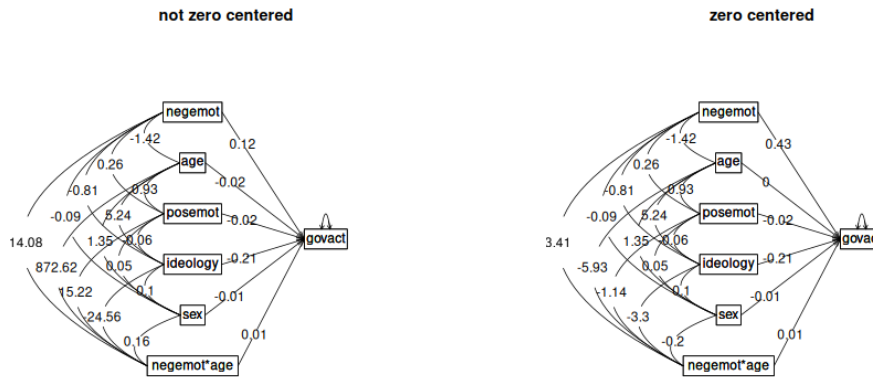 not zero centered
zero centered
negemot
-1.42
0.12
age
0.26
-0.81
0.93
-0.02
posemot
-0.09
5.24
-0.02
govact
14.08
1.35
-0.06
ideology
-0.21
872.62
0.05
0.1
-0.01
15.22
sex
-24.56
0.16
0.01
negemot*age
negemot
-1.42
0.43
age
0.26
-0.81
0.93
0
posemot
-0.09
5.24
-0.02
govac
3.41
1.35
-0.06
ideology
-0.21
-5.93
0.05
0.1
-0.01
-1.14
sex
-3.3
-0.2
0.01
negemot*age